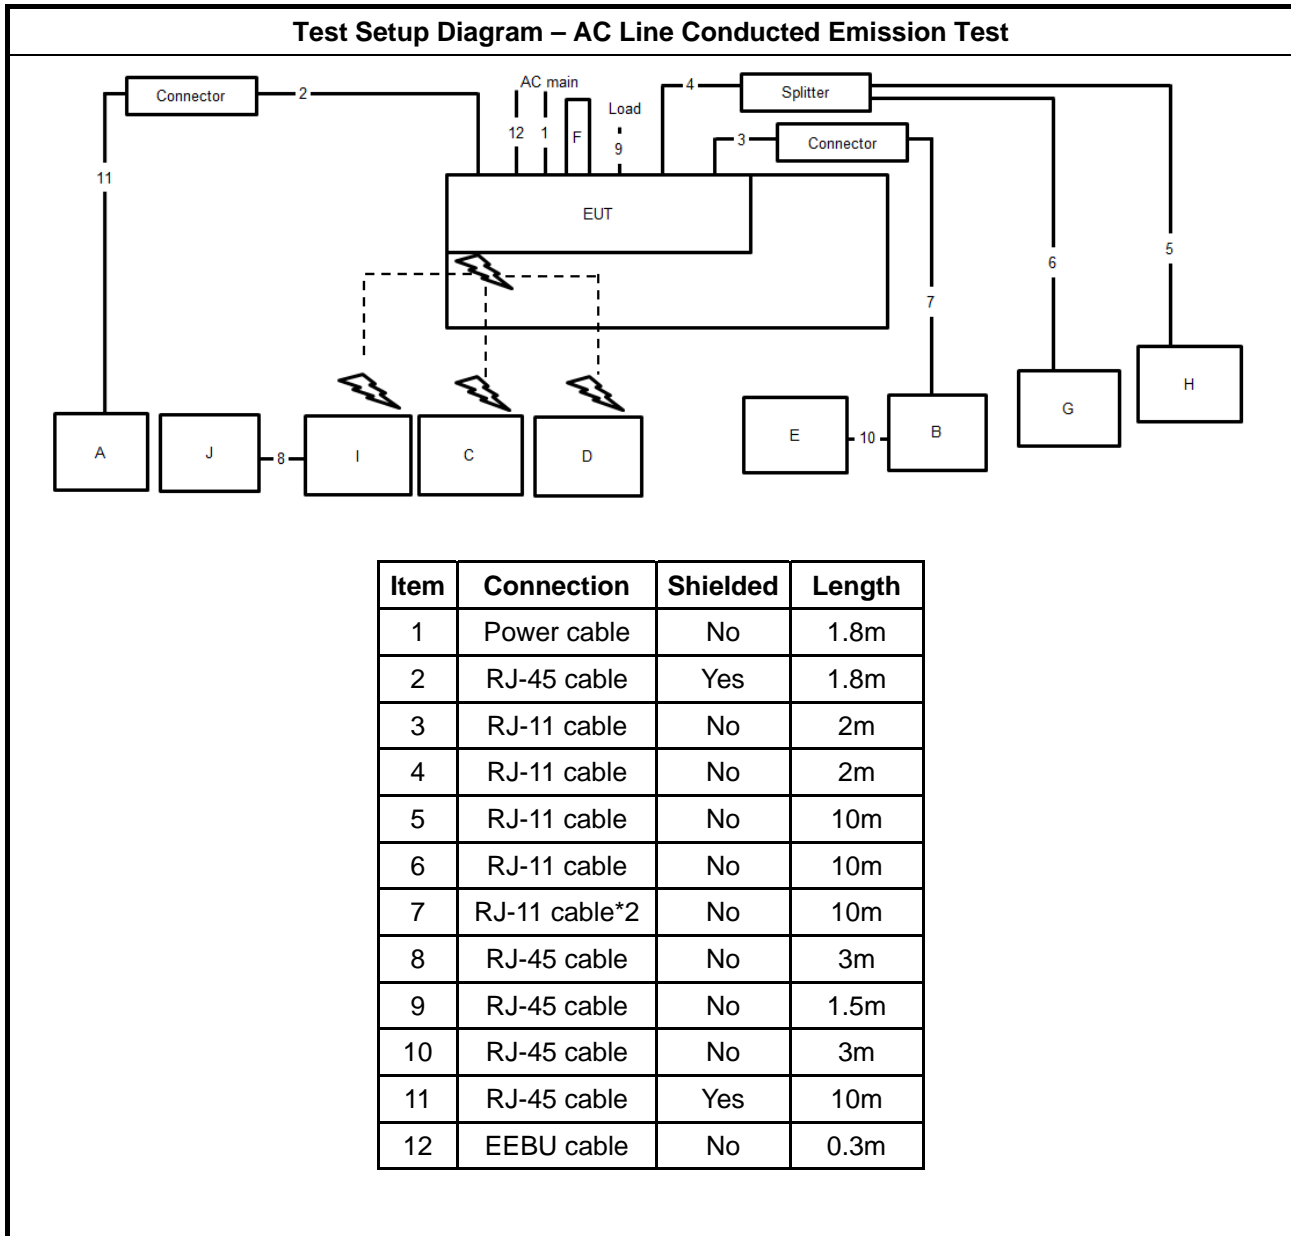 Test Setup Diagram – AC Line Conducted Emission Test
AC main
Connector
2
4
Splitter
Load
12
1
F
9
3
Connector
11
EUT
6
5
7
H
G
A
J
8
I
C
D
E
10
B
Item Connection Shielded Length
1 Power cable No 1.8m
2 RJ-45 cable Yes 1.8m
3 RJ-11 cable No 2m
4 RJ-11 cable No 2m
5 RJ-11 cable No 10m
6 RJ-11 cable No 10m
7 RJ-11 cable*2 No 10m
8 RJ-45 cable No 3m
9 RJ-45 cable No 1.5m
10 RJ-45 cable No 3m
11 RJ-45 cable Yes 10m
12 EEBU cable No 0.3m